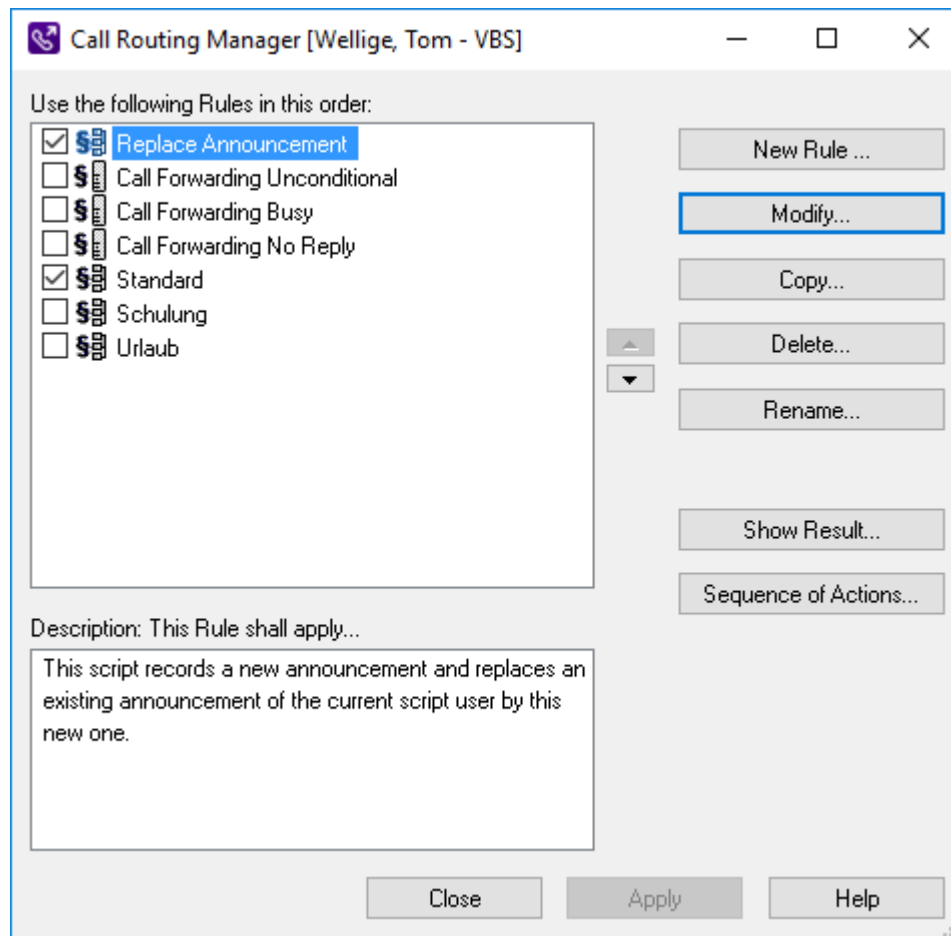 Call Routing Manager [Wellige, Tom - VBS]
Use the following Rules in this order:
§ Replace Announcement
§ Call Forwarding Unconditional
§ Call Forwarding Busy
§ Call Forwarding No Reply
§ Standard
§ Schulung
§ Urlaub
New Rule ...
Modify...
Copy...
Delete...
Rename...
Show Result...
Sequence of Actions...
Description: This Rule shall apply...
This script records a new announcement and replaces an
existing announcement of the current script user by this
new one.
Close
Apply
Help